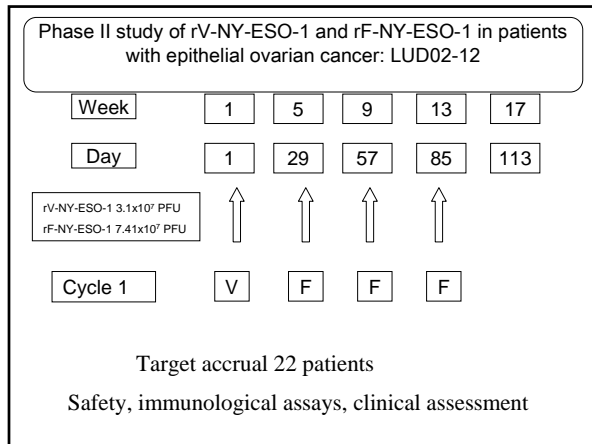 Phase II study of rV-NY-ESO-1 and rF-NY-ESO-1 in patients
with epithelial ovarian cancer: LUD02-12
Week 1 5 9 13 17
Day 1 29 57 85 113
rV-NY-ESO-1 3.1x10⁷ PFU
rF-NY-ESO-1 7.41x10⁷ PFU
Cycle 1 V F F F
Target accrual 22 patients
Safety, immunological assays, clinical assessment